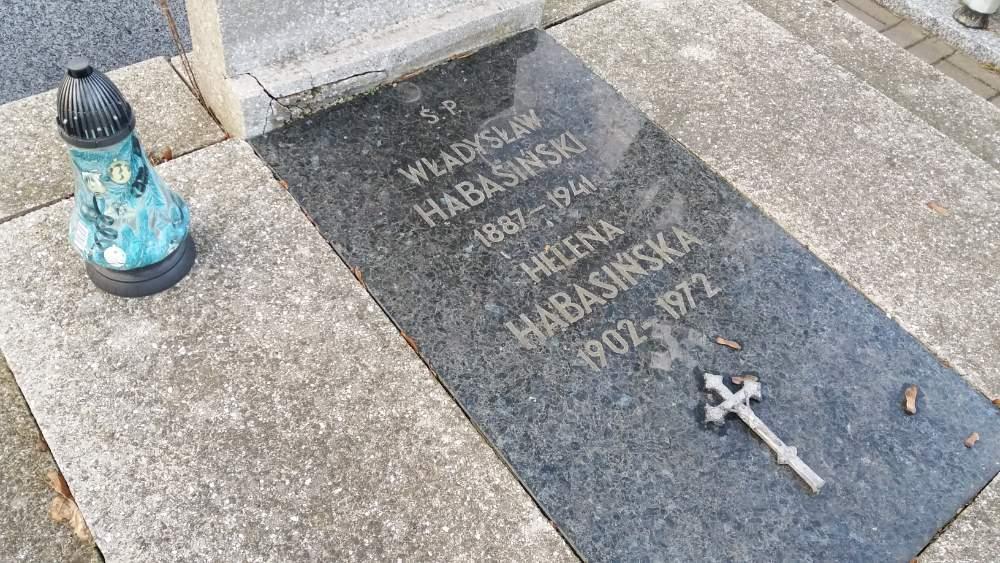 Ś. P.
WŁADYSŁAW
HABASIŃSKI
1887–1941
HELENA
HABASIŃSKA
1902–1972